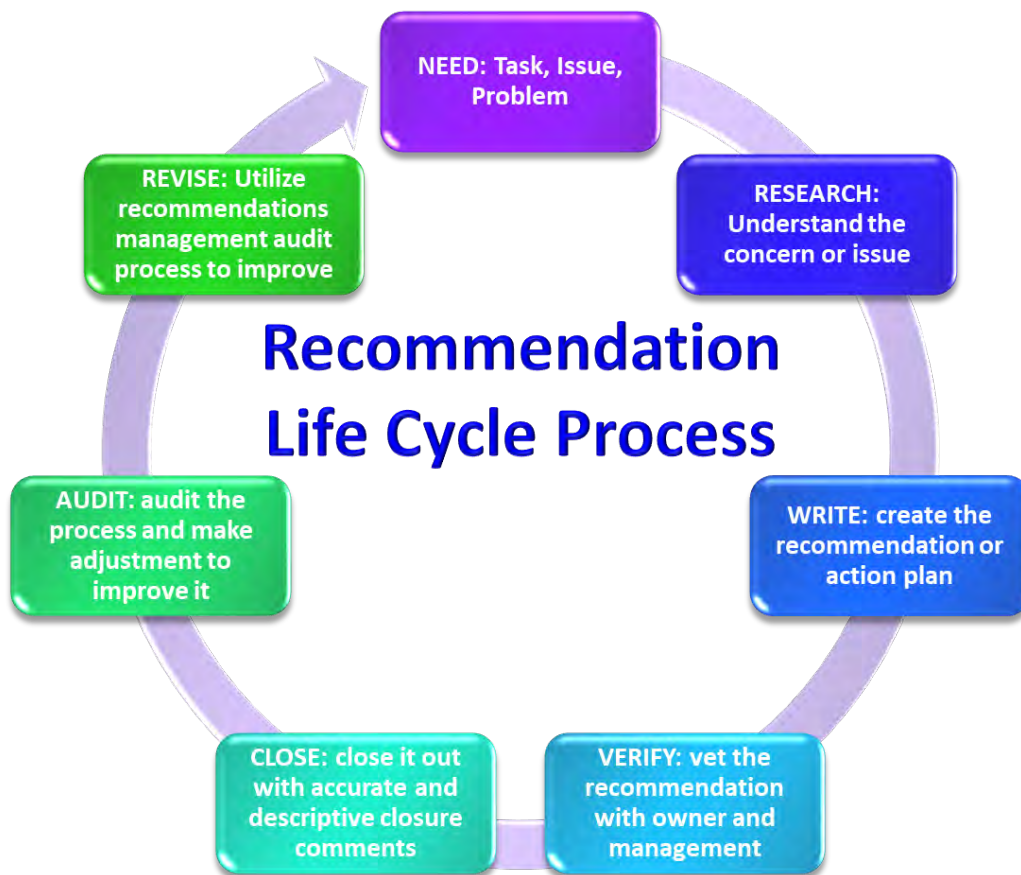 NEED: Task, Issue,
Problem
RESEARCH:
Understand the
concern or issue
WRITE: create the
recommendation or
action plan
VERIFY: vet the
recommendation
with owner and
management
CLOSE: close it out
with accurate and
descriptive closure
comments
AUDIT: audit the
process and make
adjustment to
improve it
REVISE: Utilize
recommendations
management audit
process to improve
Recommendation
Life Cycle Process